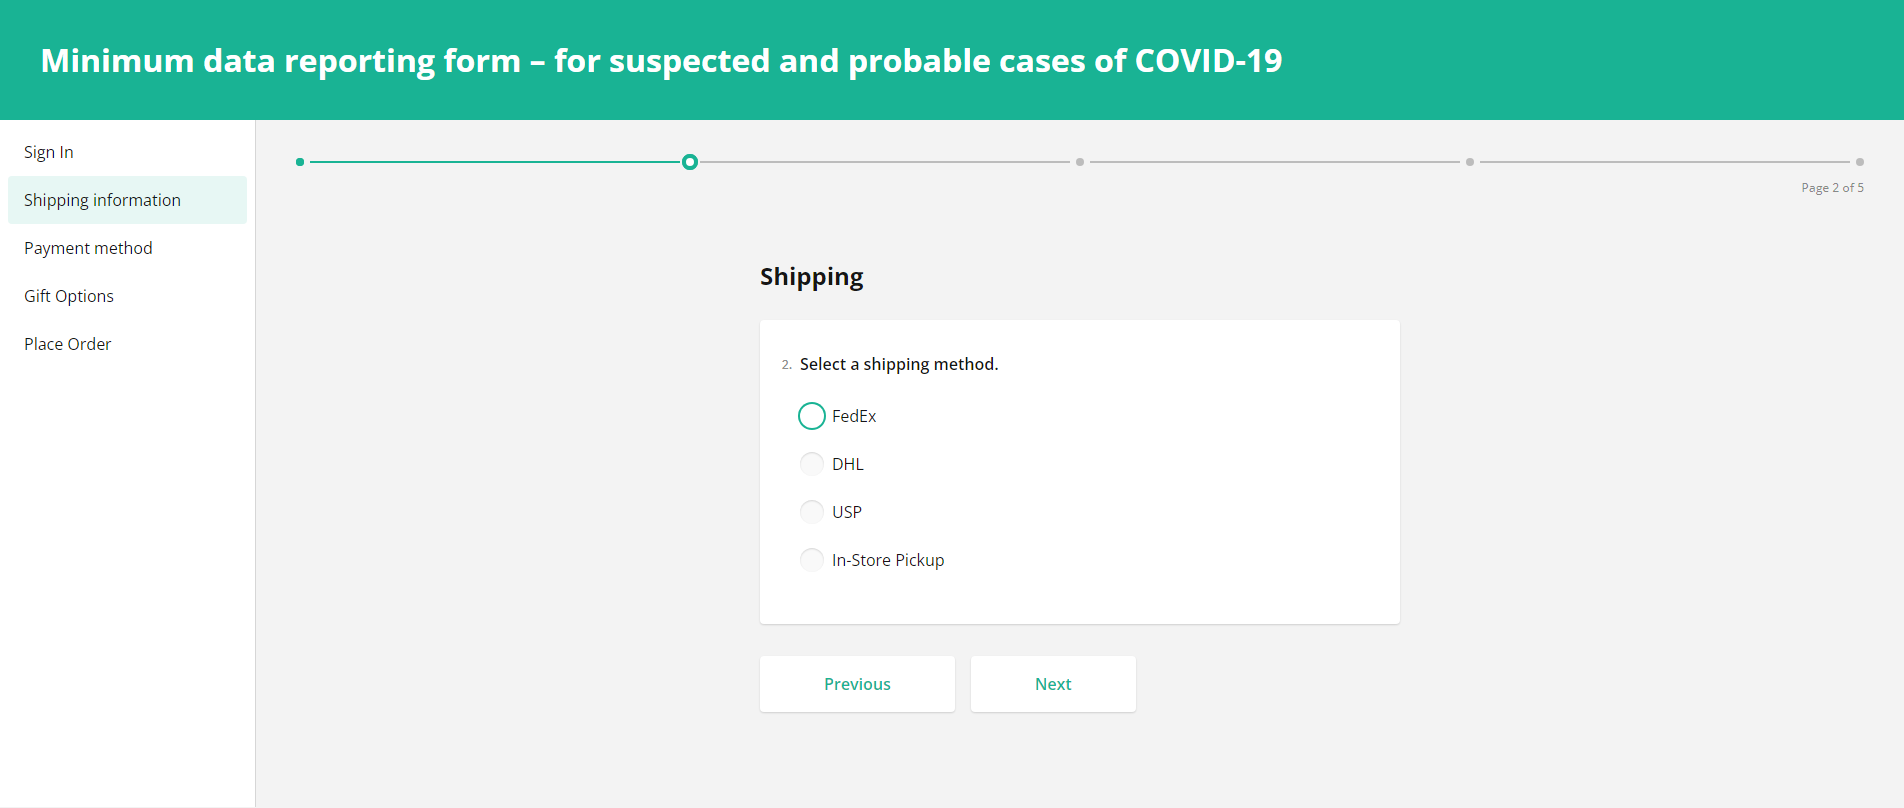 Minimum data reporting form – for suspected and probable cases of COVID-19
Sign In
Shipping information
Payment method
Gift Options
Place Order
Page 2 of 5
Shipping
2. Select a shipping method.
FedEx
DHL
USP
In-Store Pickup
Previous
Next